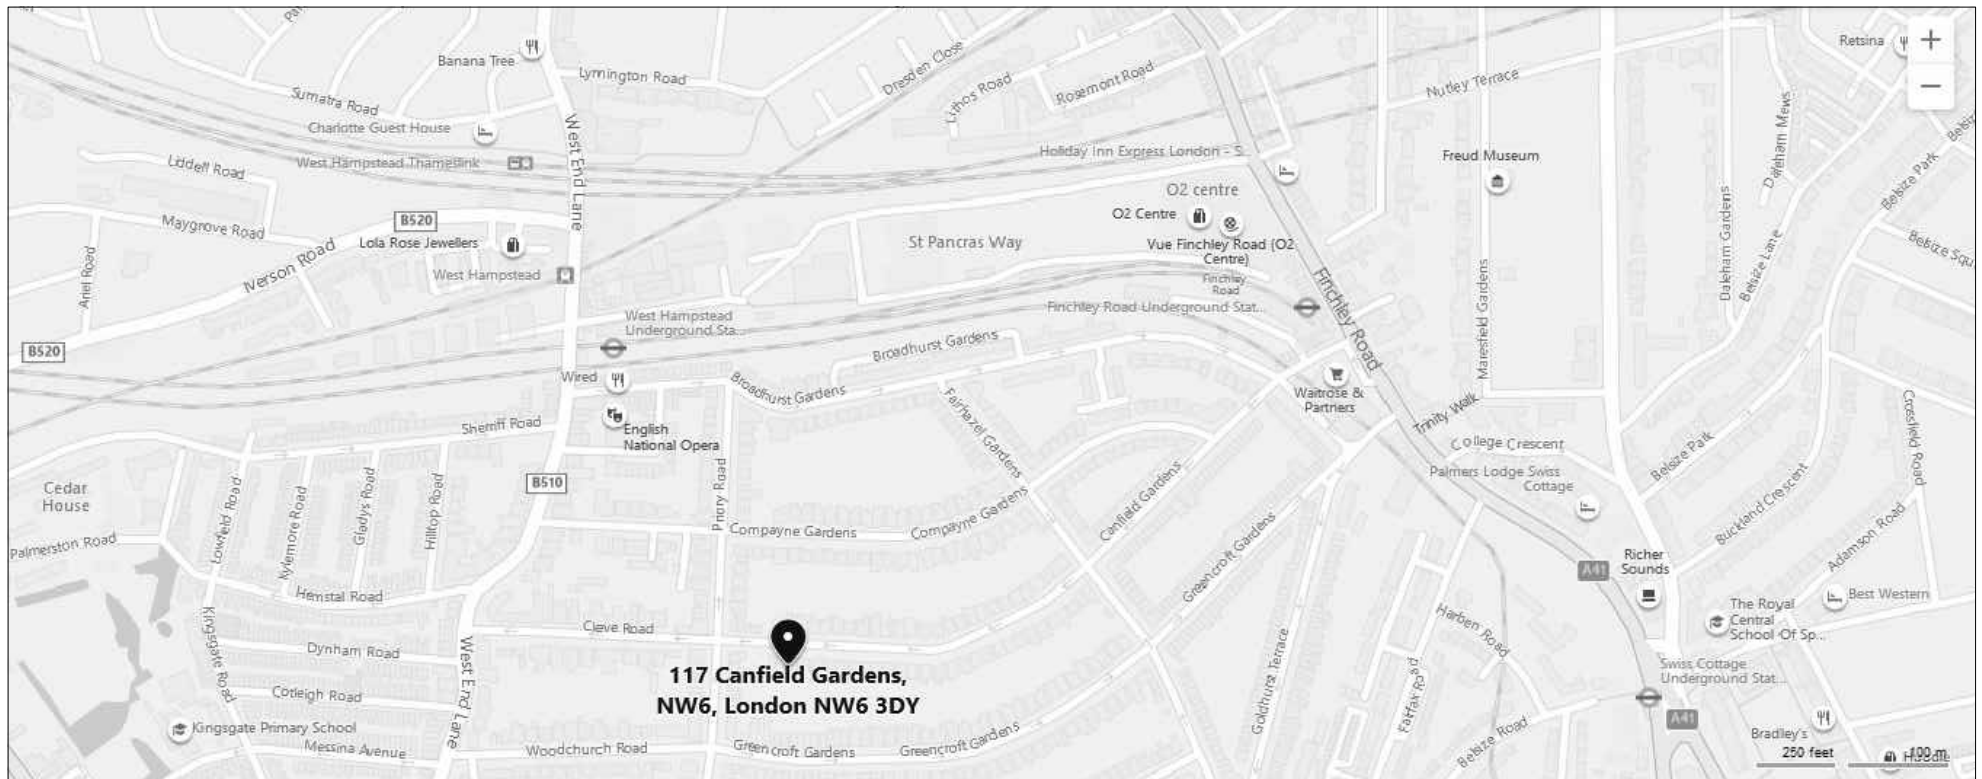 Retsina
Banana Tree
Lymington Road
Dresden Close
Lithos Road
Rosemont Road
Nutley Terrace
Sumatra Road
Charlotte Guest House
West Hampstead Thameslink
West End Lane
Holiday Inn Express London - S
Freud Museum
Daleham Mews
Belsize Park
Liddell Road
O2 centre
O2 Centre
Vue Finchley Road (O2
Centre)
B520
Maygrove Road
Lola Rose Jewellers
St Pancras Way
Daleham Gardens
Belsize Lane
Belsize Squ
Ariel Road
Iverson Road
West Hampstead
Finchley
Road
Finchley Road
Maresfield Gardens
West Hampstead
Underground Sta...
Finchley Road Underground Stat...
B520
Broadhurst Gardens
Wired
Broadhurst Gardens
Waitrose &
Partners
Trinity Walk
Crossfield Road
Fairhazel Gardens
Sherriff Road
English
National Opera
College Crescent
Belsize Park
Palmers Lodge Swiss
Cottage
Cedar
House
B510
Priory Road
Canfield Gardens
Buckland Crescent
Lowfield Road
Kylemore Road
Gladys Road
Hilltop Road
Compayne Gardens
Compayne Gardens
Adamson Road
Palmerston Road
Greencroft Gardens
Richer
Sounds
A41
Hemstal Road
Best Western
Harben Road
The Royal
Central
School Of Sp...
Kingsgate Road
Cleve Road
Dynham Road
West End Lane
117 Canfield Gardens,
NW6, London NW6 3DY
Goldhurst Terrace
Fairfax Road
Swiss Cottage
Underground Stat...
Cotleigh Road
A41
Kingsgate Primary School
Belsize Road
Bradley's
Messina Avenue
Woodchurch Road
Greencroft Gardens
Greencroft Gardens
250 feet
100 m